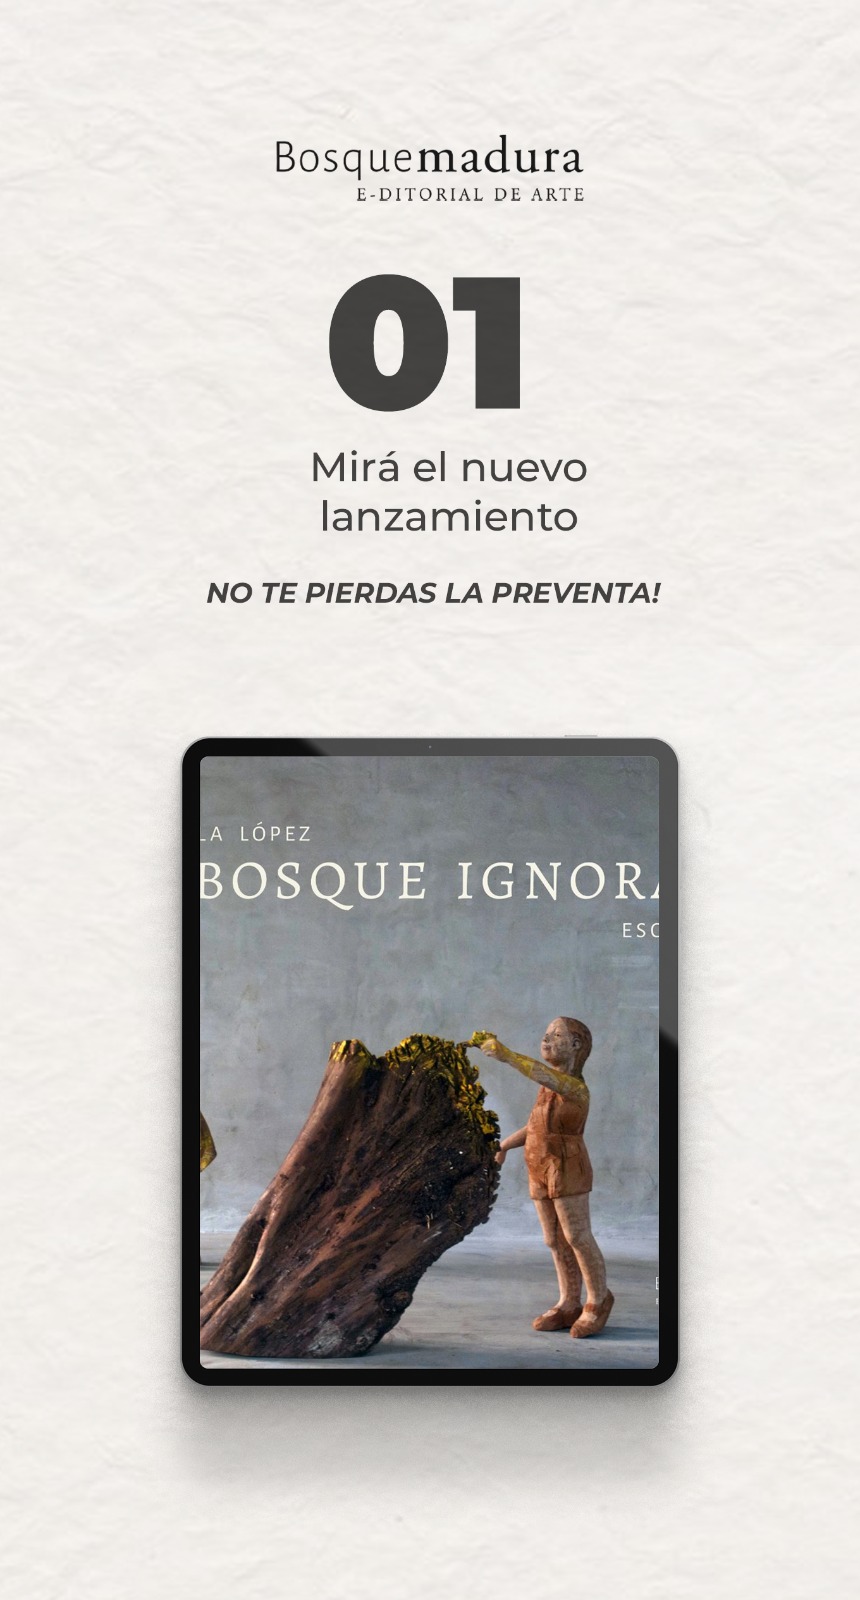 Bosquemadura
E-DITORIAL DE ARTE
01
Mirá el nuevo
lanzamiento
NO TE PIERDAS LA PREVENTA!
LA LÓPEZ
BOSQUE IGNORA
ESC